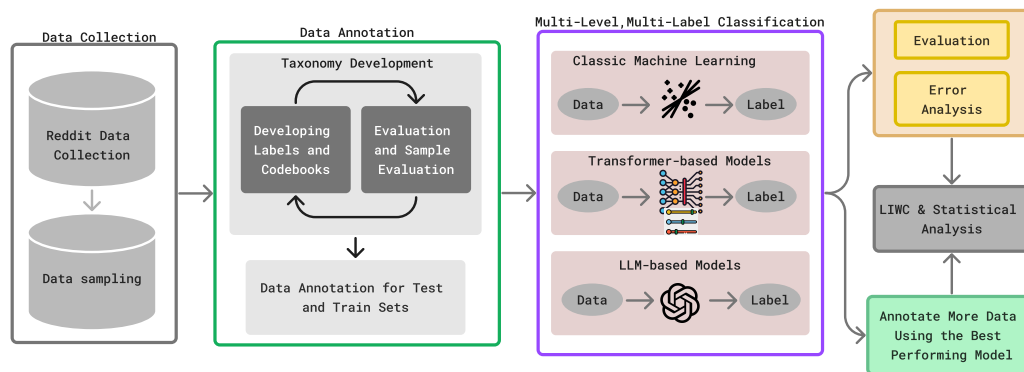 Data Collection
Reddit Data
Collection
Data sampling
Data Annotation
Taxonomy Development
Developing
Labels and
Codebooks
Evaluation
and Sample
Evaluation
Data Annotation for Test
and Train Sets
Multi-Level,Multi-Label Classification
Classic Machine Learning
Data
Label
Transformer-based Models
Data
Label
LLM-based Models
Data
Label
Evaluation
Error
Analysis
LIWC & Statistical
Analysis
Annotate More Data
Using the Best
Performing Model